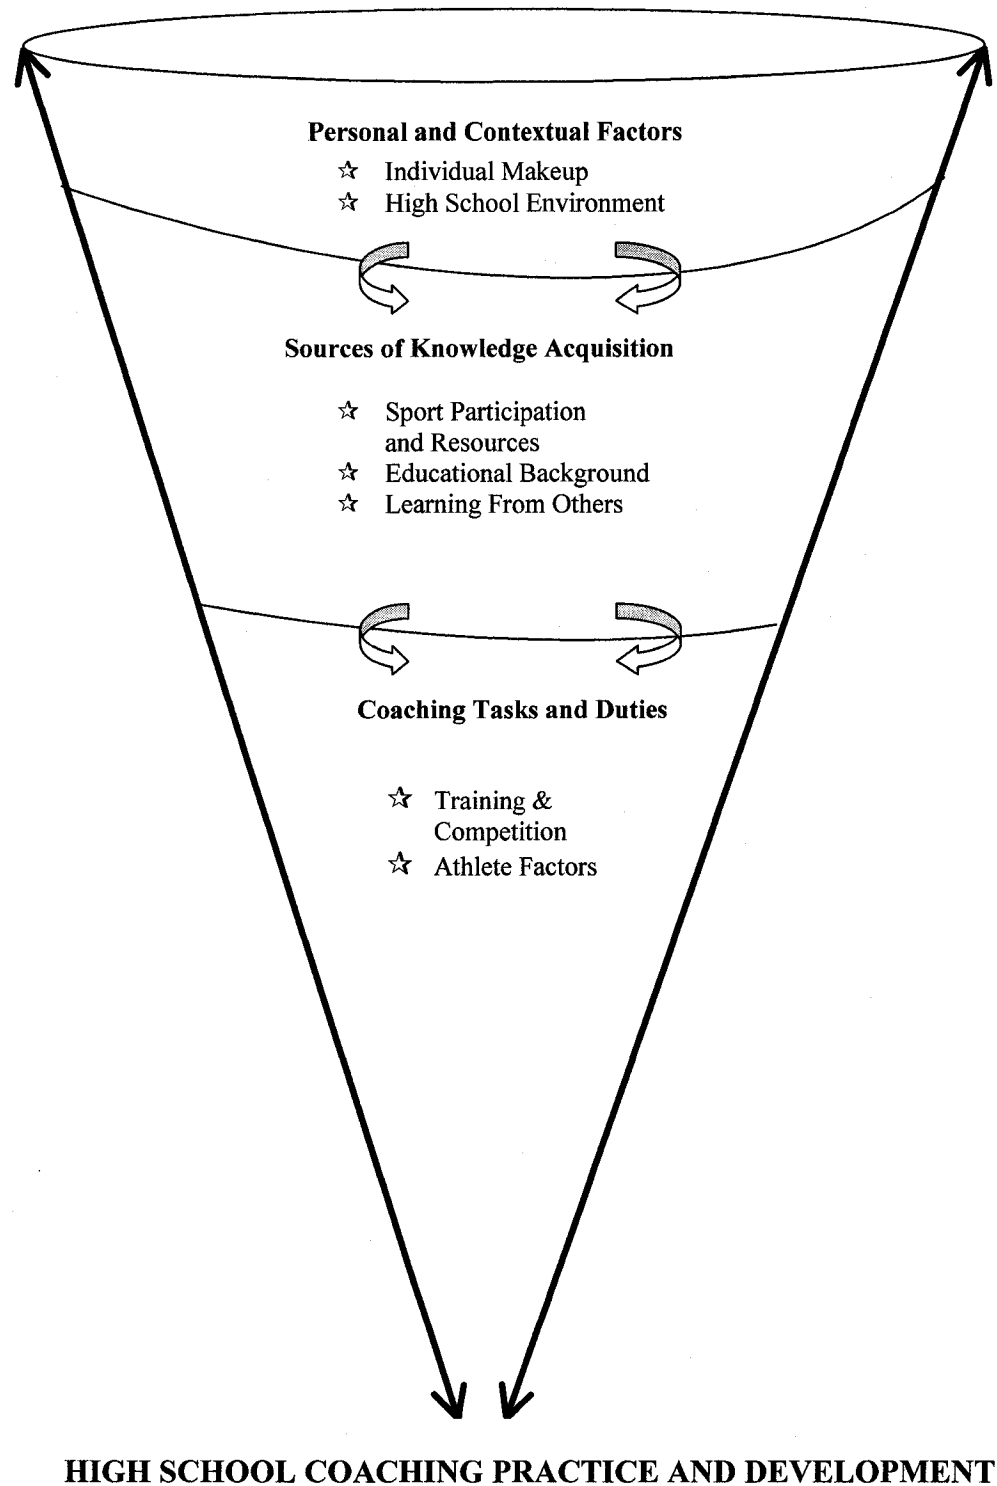 Personal and Contextual Factors
Individual Makeup
High School Environment
Sources of Knowledge Acquisition
Sport Participation
and Resources
Educational Background
Learning From Others
Coaching Tasks and Duties
Training &
Competition
Athlete Factors
HIGH SCHOOL COACHING PRACTICE AND DEVELOPMENT